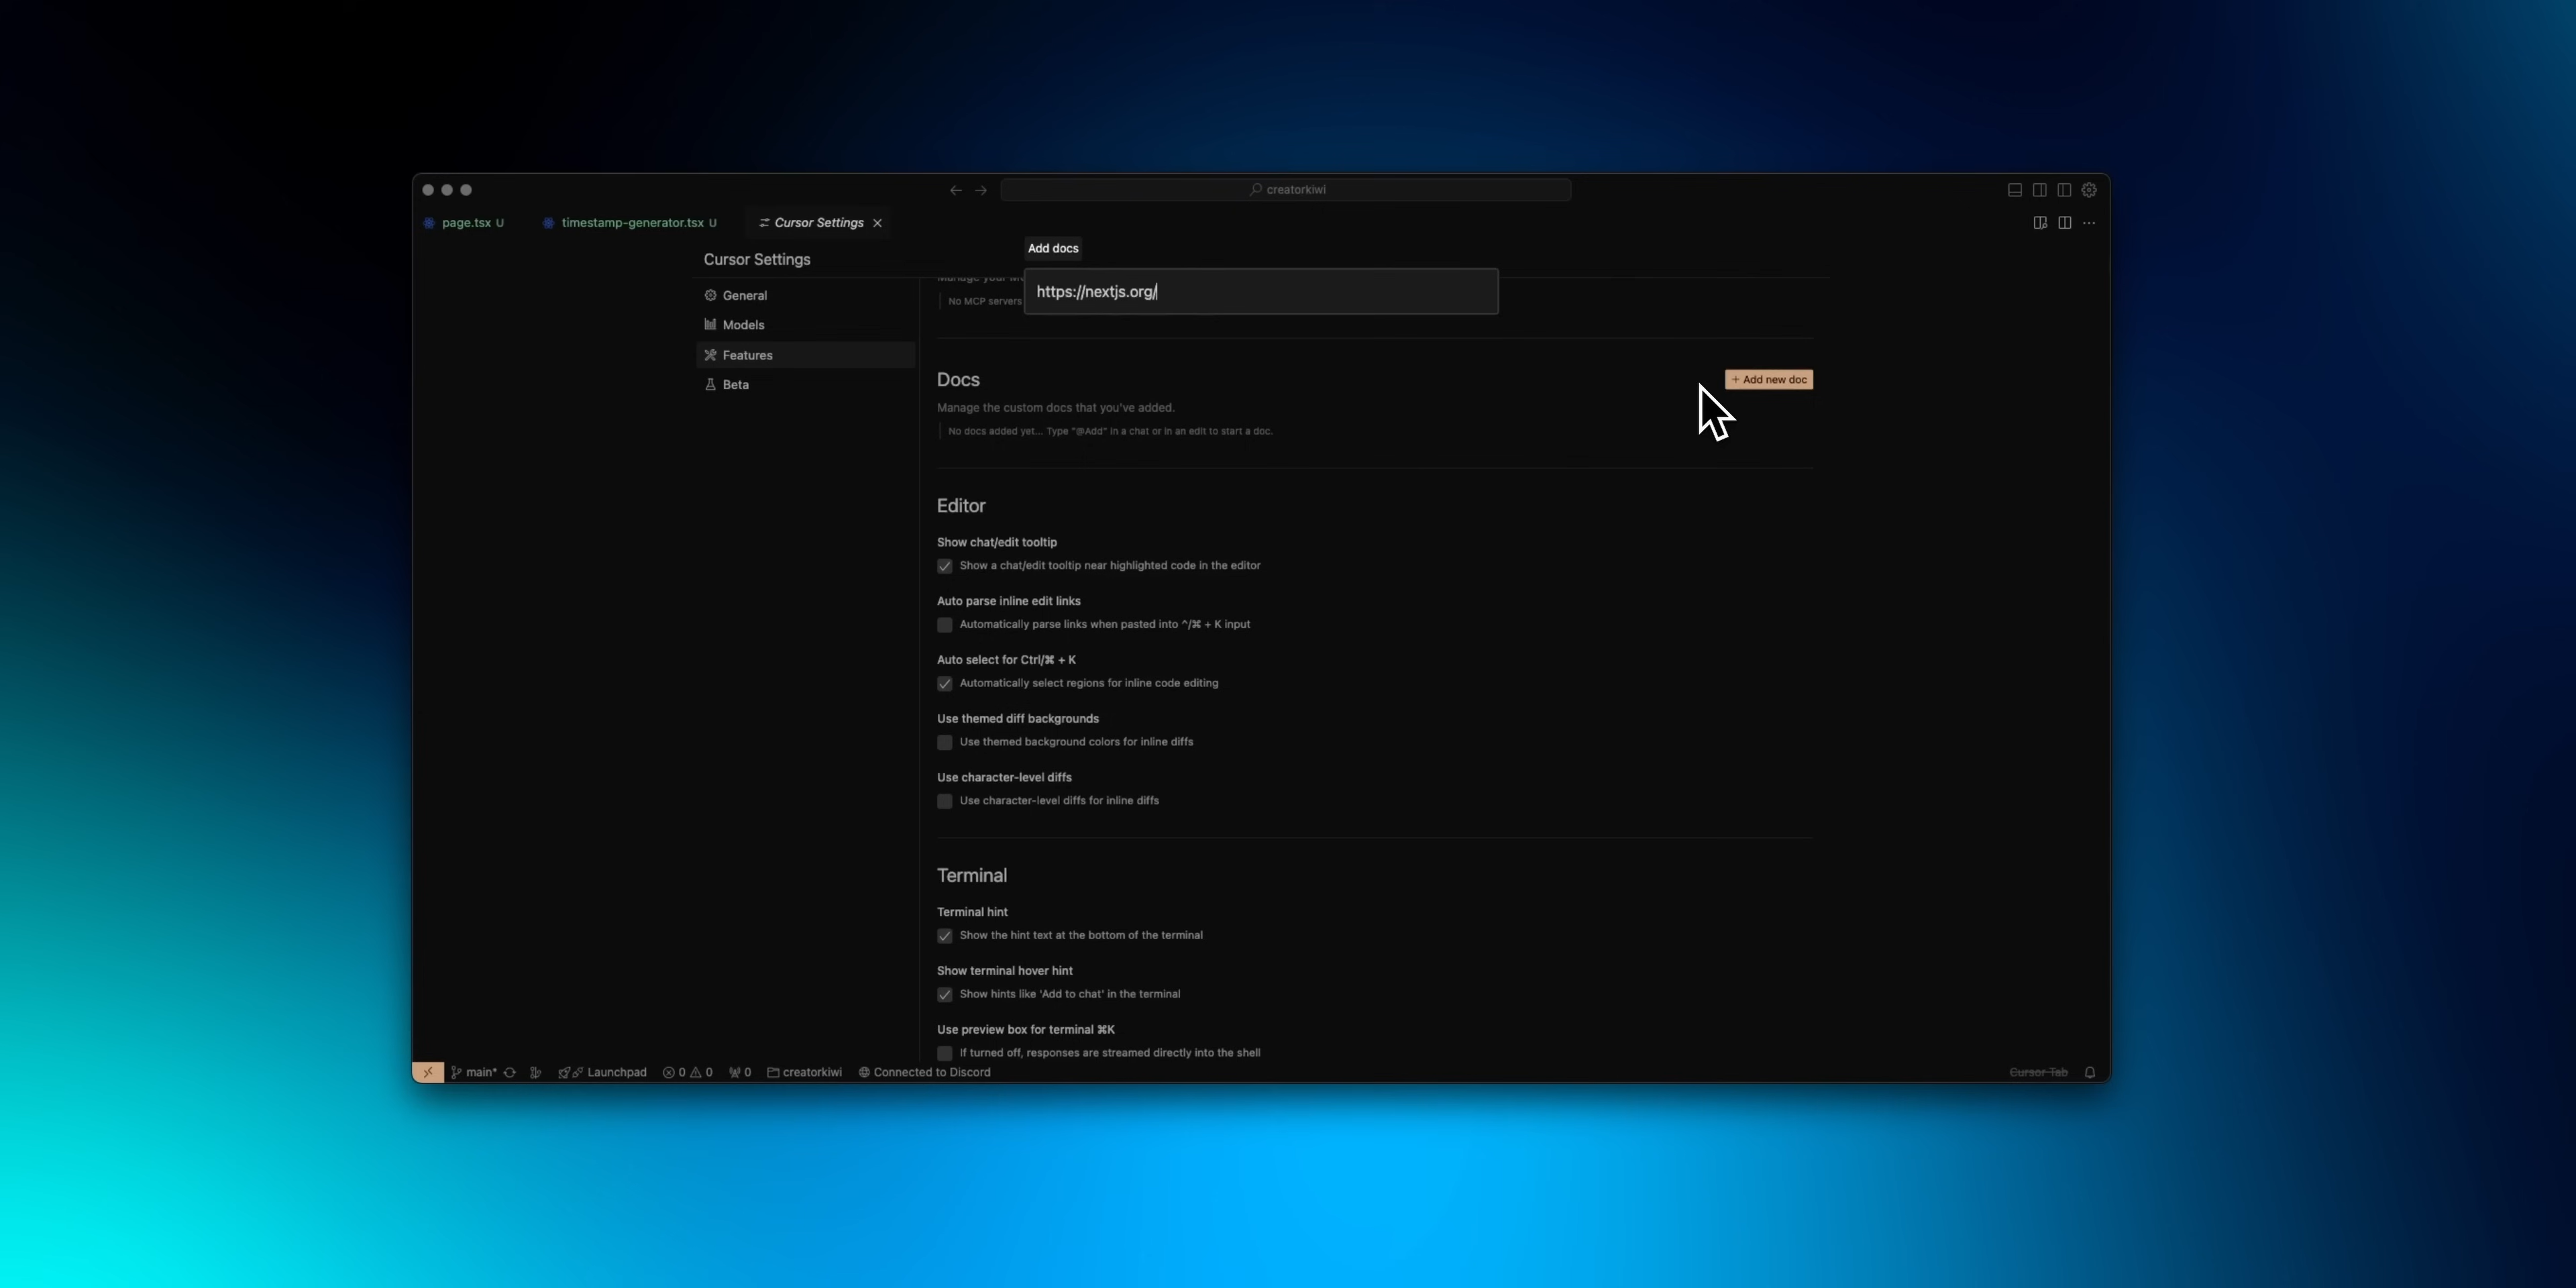 creatorkiwi
page.tsx U
timestamp-generator.tsx U
Cursor Settings
Add docs
Cursor Settings
https://nextjs.org/
General
No MCP servers
Models
Features
Beta
Docs
+ Add new doc
Manage the custom docs that you've added.
No docs added yet... Type "@Add" in a chat or in an edit to start a doc.
Editor
Show chat/edit tooltip
Show a chat/edit tooltip near highlighted code in the editor
Auto parse inline edit links
Automatically parse links when pasted into ^/⌘ + K input
Auto select for Ctrl/⌘ + K
Automatically select regions for inline code editing
Use themed diff backgrounds
Use themed background colors for inline diffs
Use character-level diffs
Use character-level diffs for inline diffs
Terminal
Terminal hint
Show the hint text at the bottom of the terminal
Show terminal hover hint
Show hints like 'Add to chat' in the terminal
Use preview box for terminal ⌘K
If turned off, responses are streamed directly into the shell
main* Launchpad 0 0 0 creatorkiwi Connected to Discord Cursor Tab